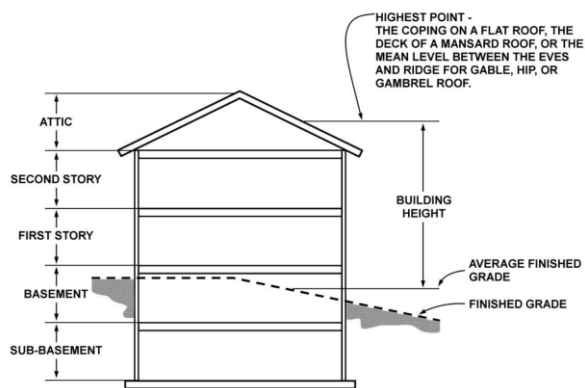 HIGHEST POINT -
THE COPING ON A FLAT ROOF, THE
DECK OF A MANSARD ROOF, OR THE
MEAN LEVEL BETWEEN THE EVES
AND RIDGE FOR GABLE, HIP, OR
GAMBREL ROOF.
ATTIC
SECOND STORY
BUILDING
HEIGHT
FIRST STORY
AVERAGE FINISHED
GRADE
BASEMENT
FINISHED GRADE
SUB-BASEMENT